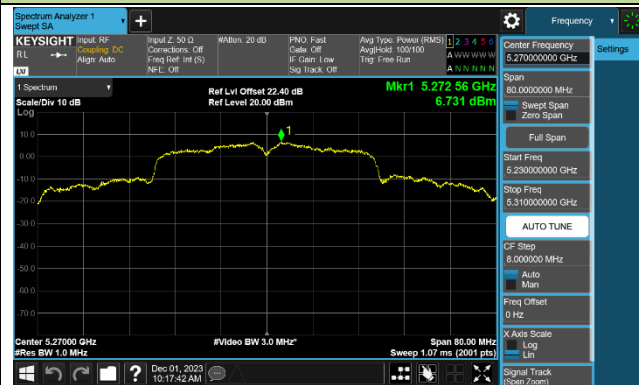 Spectrum Analyzer 1
Swept SA
Frequency
KEYSIGHT
RL
LXI
Input: RF
Coupling: DC
Align: Auto
Input Z: 50 Ω
Corrections: Off
Freq Ref: Int (S)
NFE: Off
#Atten: 20 dB
PNO: Fast
Gate: Off
IF Gain: Low
Sig Track: Off
Avg Type: Power (RMS)
Avg|Hold: 100/100
Trig: Free Run
1 2 3 4 5 6
A W W W W W
A N N N N N
1 Spectrum
Scale/Div 10 dB
Log
Ref Lvl Offset 22.40 dB
Ref Level 20.00 dBm
Mkr1 5.272 56 GHz
6.731 dBm
1
10.0
0.00
-10.0
-20.0
-30.0
-40.0
-50.0
-60.0
-70.0
Center 5.27000 GHz
#Res BW 1.0 MHz
#Video BW 3.0 MHz*
Span 80.00 MHz
Sweep 1.07 ms (2001 pts)
Dec 01, 2023
10:17:42 AM
Center Frequency
5.270000000 GHz
Settings
Span
80.0000000 MHz
Swept Span
Zero Span
Full Span
Start Freq
5.230000000 GHz
Stop Freq
5.310000000 GHz
AUTO TUNE
CF Step
8.000000 MHz
Auto
Man
Freq Offset
0 Hz
X Axis Scale
Log
Lin
Signal Track
(Span Zoom)